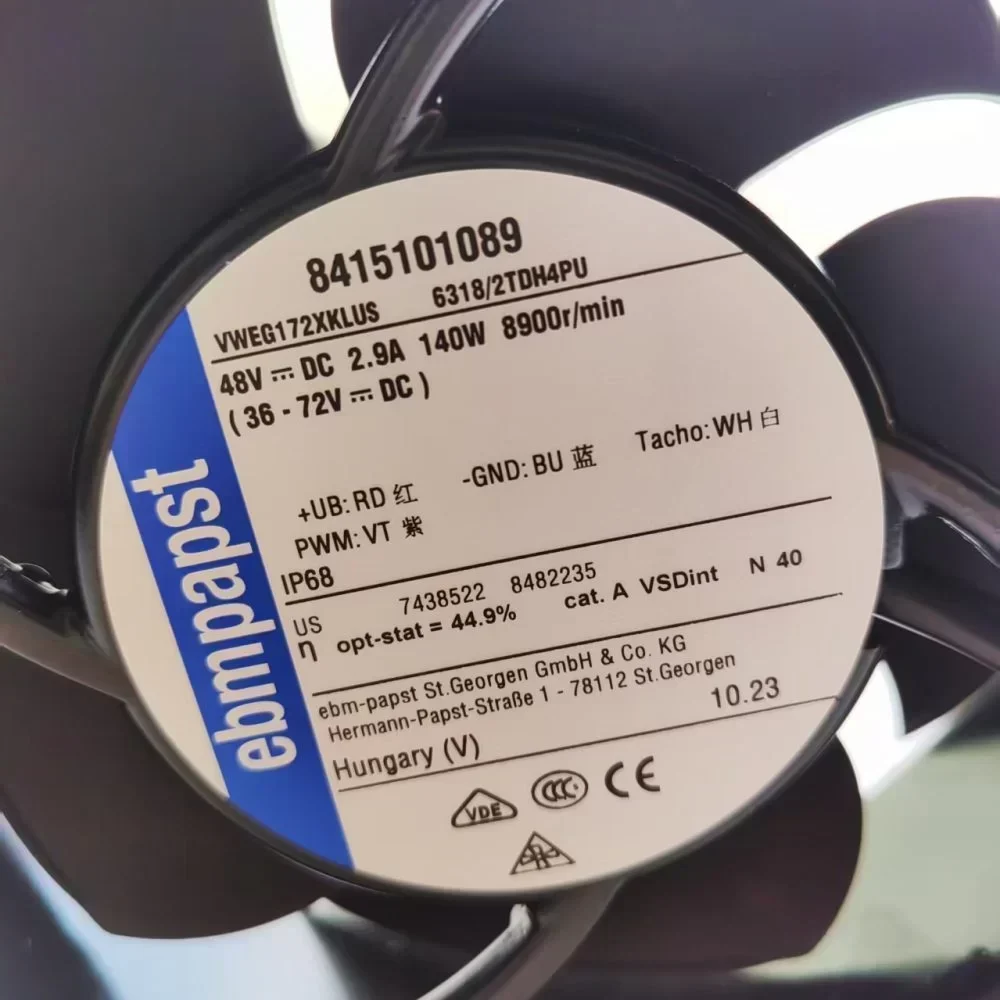 8415101089
VWEG172XKLUS 6318/2TDH4PU
48V ⎓ DC 2.9A 140W 8900r/min
( 36 - 72V ⎓ DC )
+UB: RD 红 -GND: BU 蓝 Tacho: WH 白
PWM: VT 紫
IP68
US 7438522 8482235
η opt-stat = 44.9% cat. A VSDint N 40
ebm-papst St.Georgen GmbH & Co. KG
Hermann-Papst-Straße 1 - 78112 St.Georgen
Hungary (V) 10.23
ebmpapst
VDE CCC CE